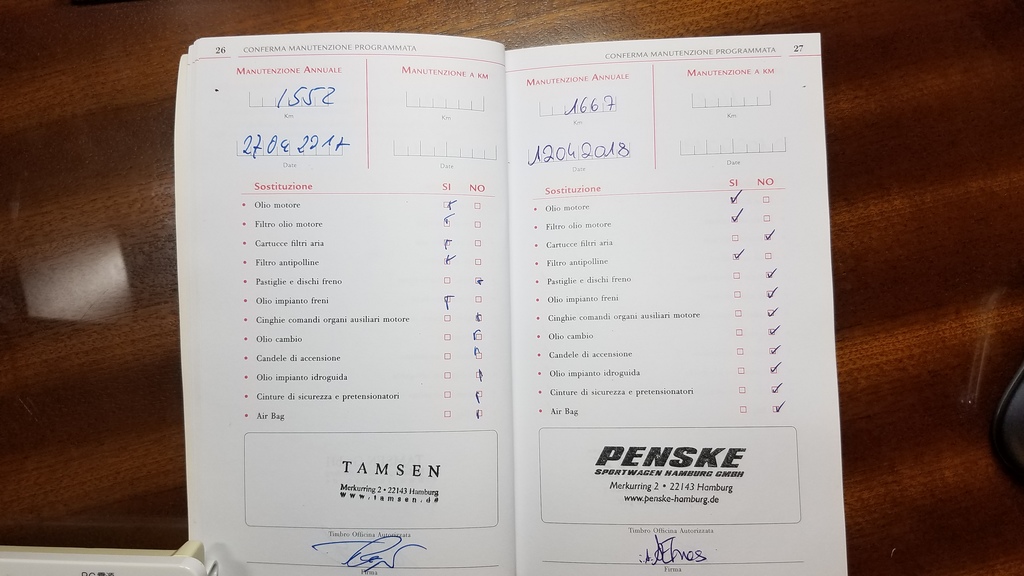 26 CONFERMA MANUTENZIONE PROGRAMMATA
MANUTENZIONE ANNUALE
MANUTENZIONE A KM
1552
Km
Km
Date
Date
Sostituzione SI NO
• Olio motore
• Filtro olio motore
• Cartucce filtri aria
• Filtro antipolline
• Pastiglie e dischi freno
• Olio impianto freni
• Cinghie comandi organi ausiliari motore
• Olio cambio
• Candele di accensione
• Olio impianto idroguida
• Cinture di sicurezza e pretensionatori
• Air Bag
TAMSEN
Merkurring 2 • 22143 Hamburg
www.tamsen.de
Timbro Officina Autorizzata
Firma
CONFERMA MANUTENZIONE PROGRAMMATA 27
MANUTENZIONE ANNUALE
MANUTENZIONE A KM
1667
Km
Km
12042018
Date
Date
Sostituzione SI NO
• Olio motore
• Filtro olio motore
• Cartucce filtri aria
• Filtro antipolline
• Pastiglie e dischi freno
• Olio impianto freni
• Cinghie comandi organi ausiliari motore
• Olio cambio
• Candele di accensione
• Olio impianto idroguida
• Cinture di sicurezza e pretensionatori
• Air Bag
PENSKE
SPORTWAGEN HAMBURG GMBH
Merkurring 2 • 22143 Hamburg
www.penske-hamburg.de
Timbro Officina Autorizzata
Firma